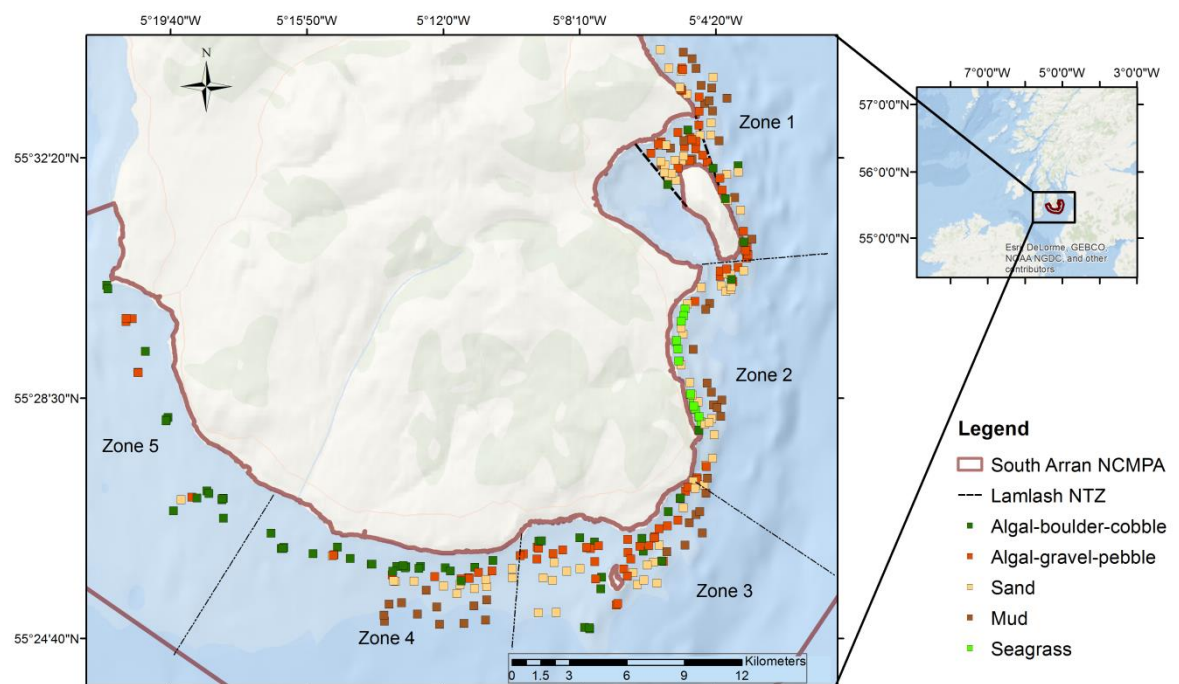 5°19'40"W 5°15'50"W 5°12'0"W 5°8'10"W 5°4'20"W
N
Zone 1
7°0'0"W 5°0'0"W 3°0'0"W
57°0'0"N
55°32'20"N
56°0'0"N
55°0'0"N
Esri, DeLorme, GEBCO,
NOAA NGDC, and other
contributors
Zone 2
55°28'30"N
Zone 5
Legend
South Arran NCMPA
Lamlash NTZ
Algal-boulder-cobble
Algal-gravel-pebble
Sand
Mud
Seagrass
Zone 3
Zone 4
55°24'40"N
Kilometers
0 1.5 3 6 9 12